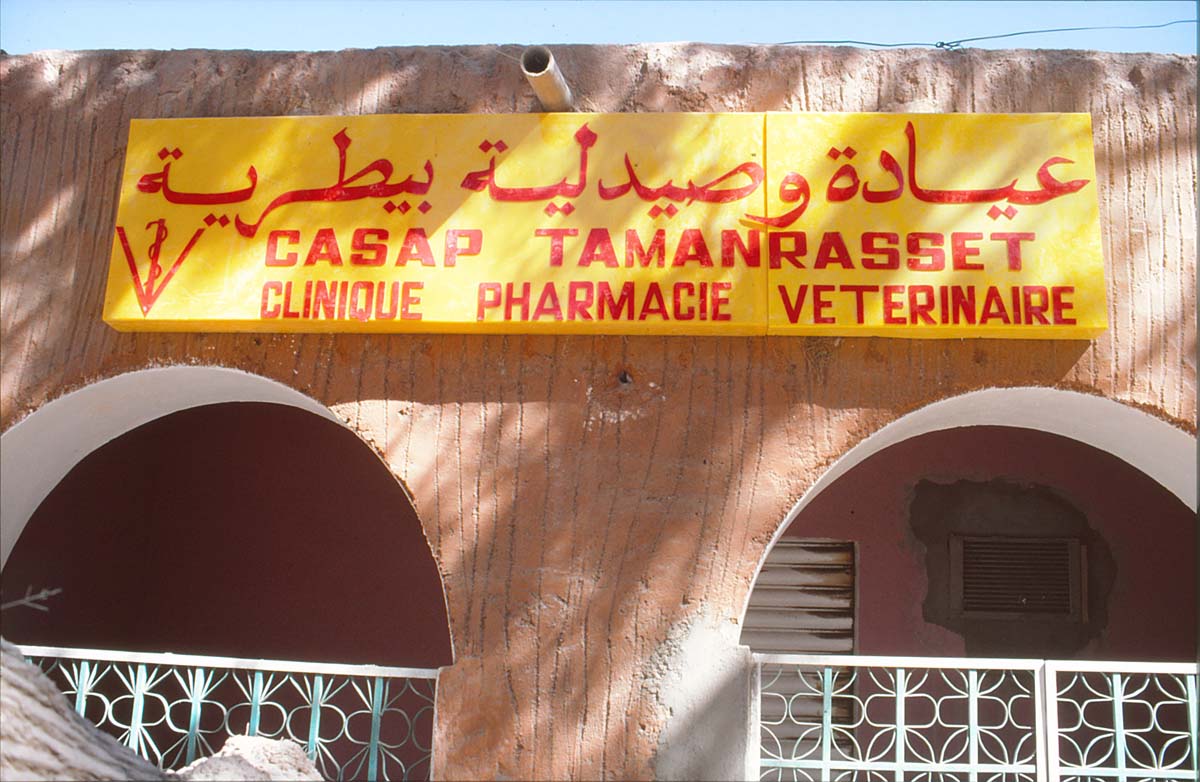 عيادة وصيدلية بيطرية
CASAP TAMANRASSET
CLINIQUE PHARMACIE VETERINAIRE